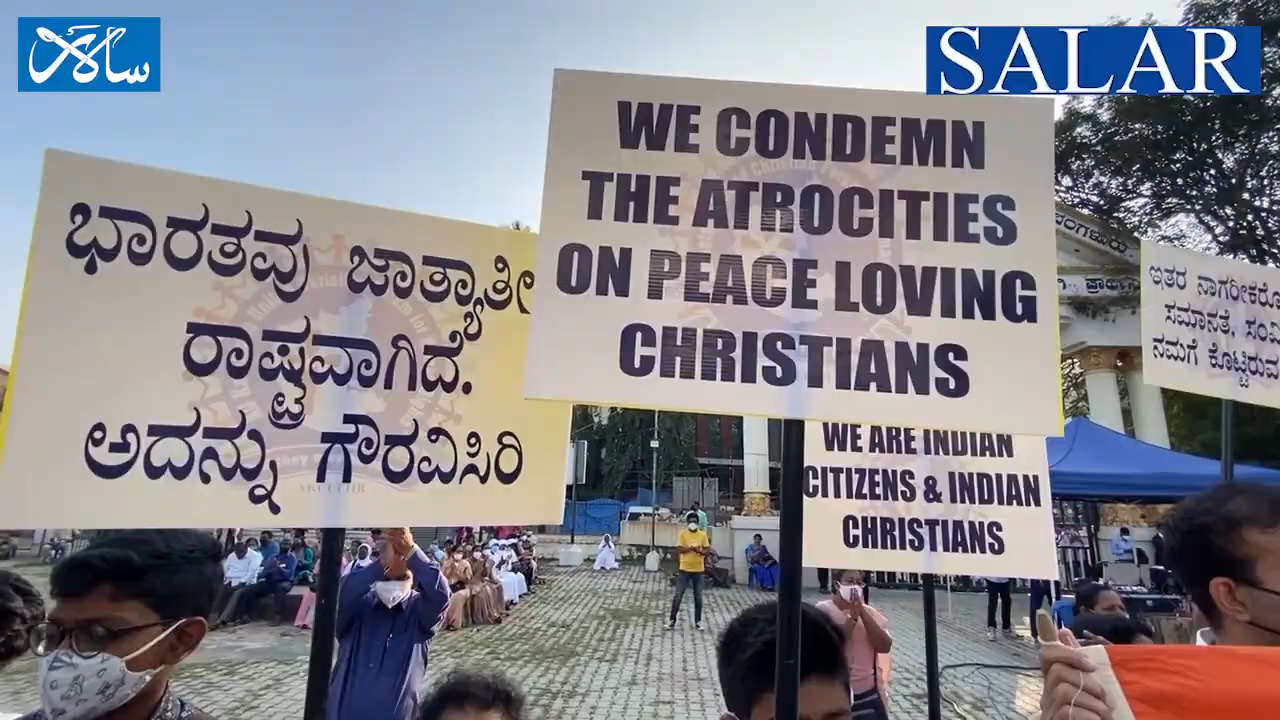 سالار
SALAR
WE CONDEMN
THE ATROCITIES
ON PEACE LOVING
CHRISTIANS
ಭಾರತವು ಜಾತ್ಯಾತೀ
ರಾಷ್ಟ್ರವಾಗಿದೆ.
ಅದನ್ನು ಗೌರವಿಸಿರಿ
WE ARE INDIAN
CITIZENS & INDIAN
CHRISTIANS
ಇತರ ನಾಗರೀಕರೊ
ಸಮಾನತೆ, ಸಂವಿ
ನಮಗೆ ಕೊಟ್ಟಿರುವ